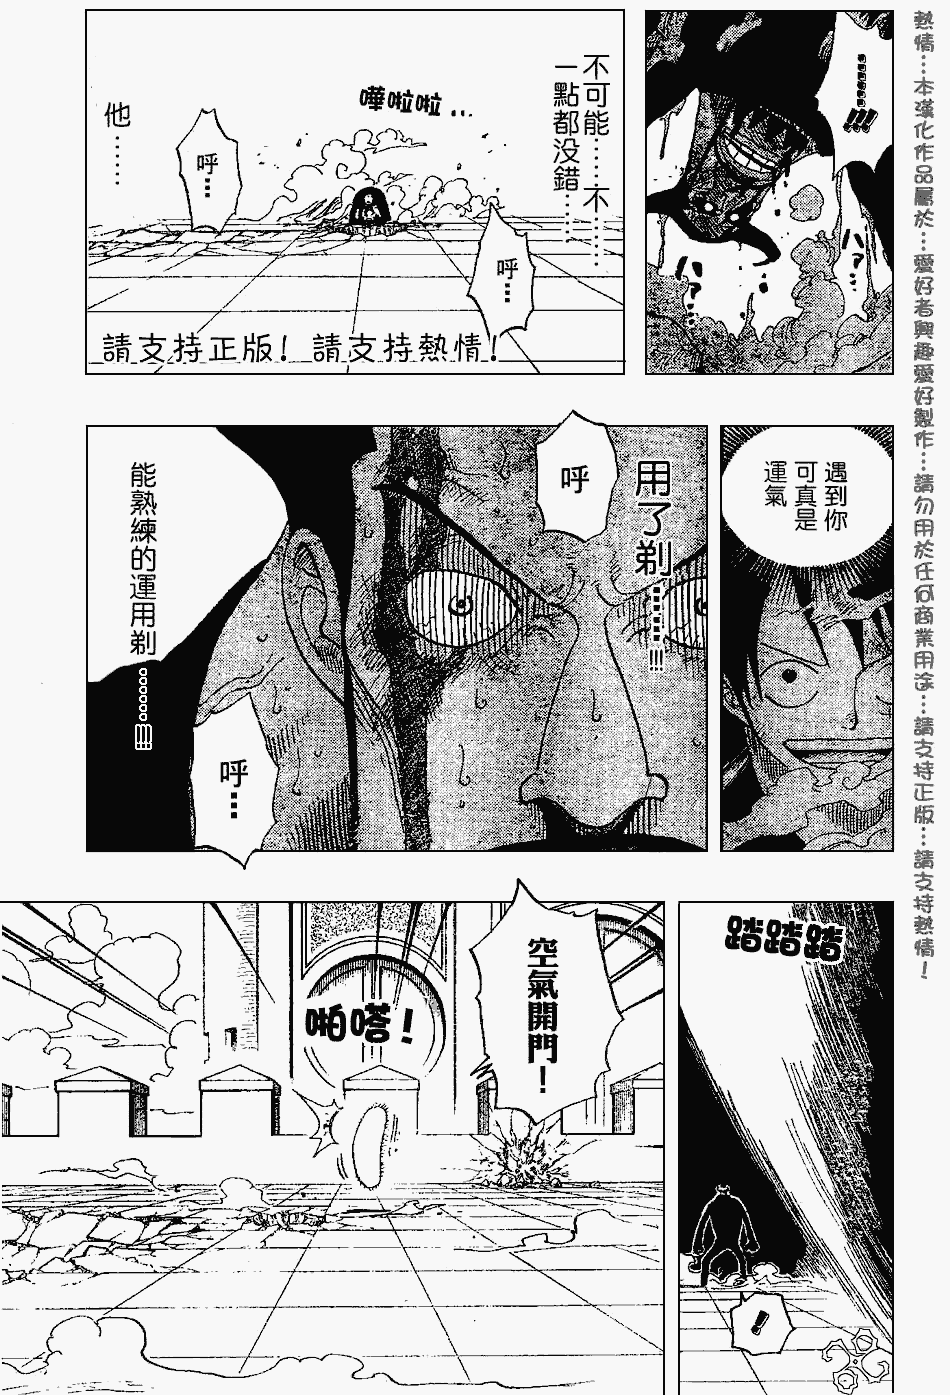 ……!!!
ハァ…
ハァ…
不可能……不……
一點都没錯……
嘩啦啦…
呼…
呼…
他……
請支持正版！請支持熱情！
遇到你
可真是
運氣
用了剃……!!!
呼
呼…
能熟練的運用剃……
踏踏踏
！
空氣開門！
啪嗒！
熱情…本漢化作品屬於…愛好者興趣愛好製作…請勿用於任何商業用途…請支持正版…請支持熱情！